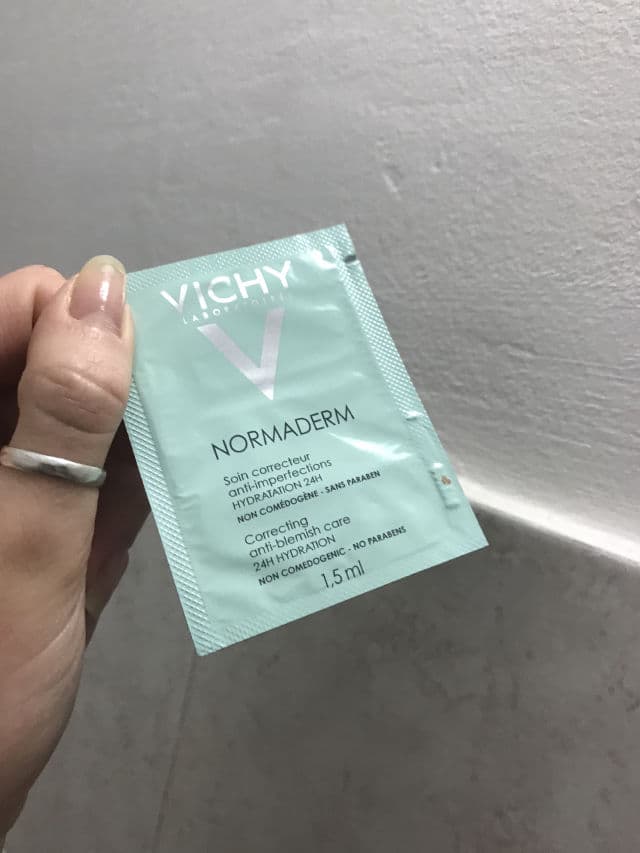 VICHY
LABORATOIRES
V
NORMADERM
Soin correcteur
anti-imperfections
HYDRATATION 24H
NON COMÉDOGÈNE - SANS PARABEN
Correcting
anti-blemish care
24H HYDRATION
NON COMEDOGENIC - NO PARABENS
1,5 ml